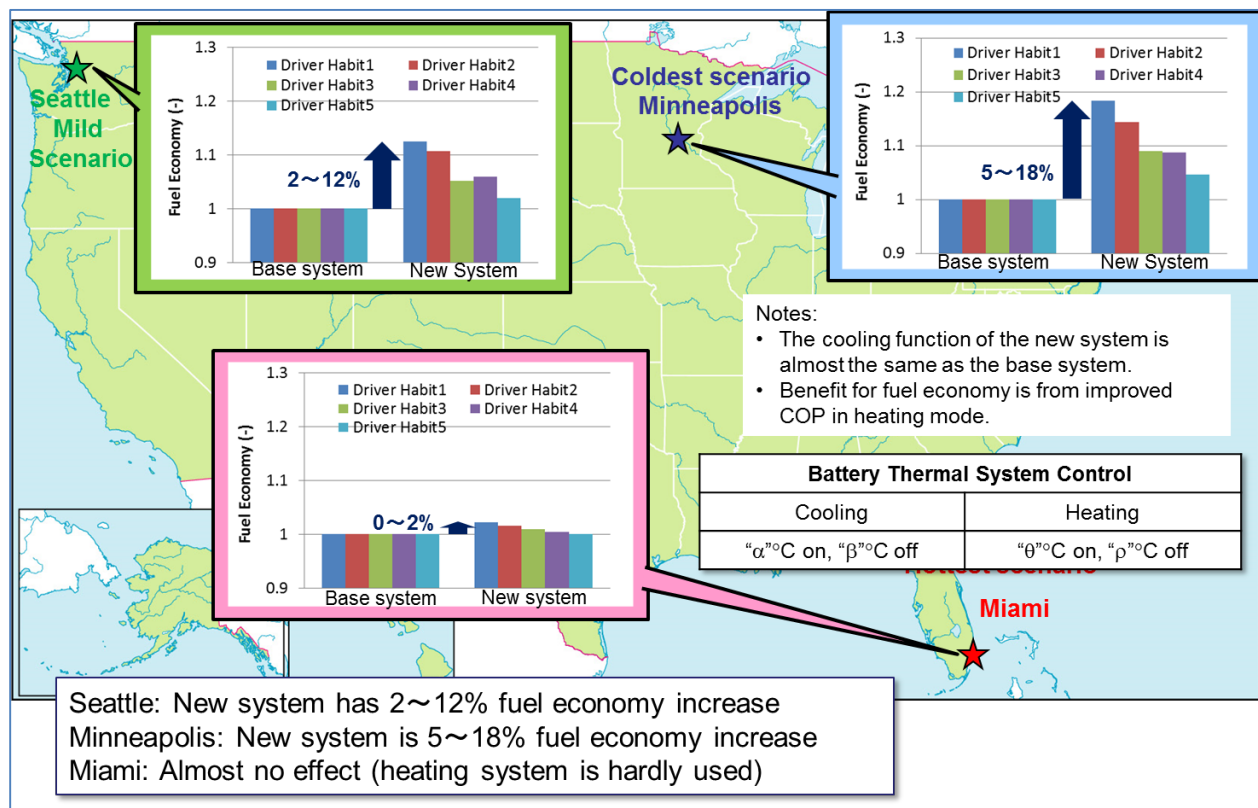 1.3
1.2
1.1
1
0.9
Fuel Economy (-)
Driver Habit1
Driver Habit2
Driver Habit3
Driver Habit4
Driver Habit5
2～12%
Base system
New System
Seattle
Mild
Scenario
Coldest scenario
Minneapolis
1.3
1.2
1.1
1
0.9
Fuel Economy (-)
Driver Habit1
Driver Habit2
Driver Habit3
Driver Habit4
Driver Habit5
5～18%
Base system
New System
Notes:
• The cooling function of the new system is
almost the same as the base system.
• Benefit for fuel economy is from improved
COP in heating mode.
1.3
1.2
1.1
1
0.9
Fuel Economy (-)
Driver Habit1
Driver Habit2
Driver Habit3
Driver Habit4
Driver Habit5
0～2%
Base system
New system
Battery Thermal System Control
Cooling
Heating
“α”°C on, “β”°C off
“θ”°C on, “ρ”°C off
Hottest scenario
Miami
Seattle: New system has 2～12% fuel economy increase
Minneapolis: New system is 5～18% fuel economy increase
Miami: Almost no effect (heating system is hardly used)